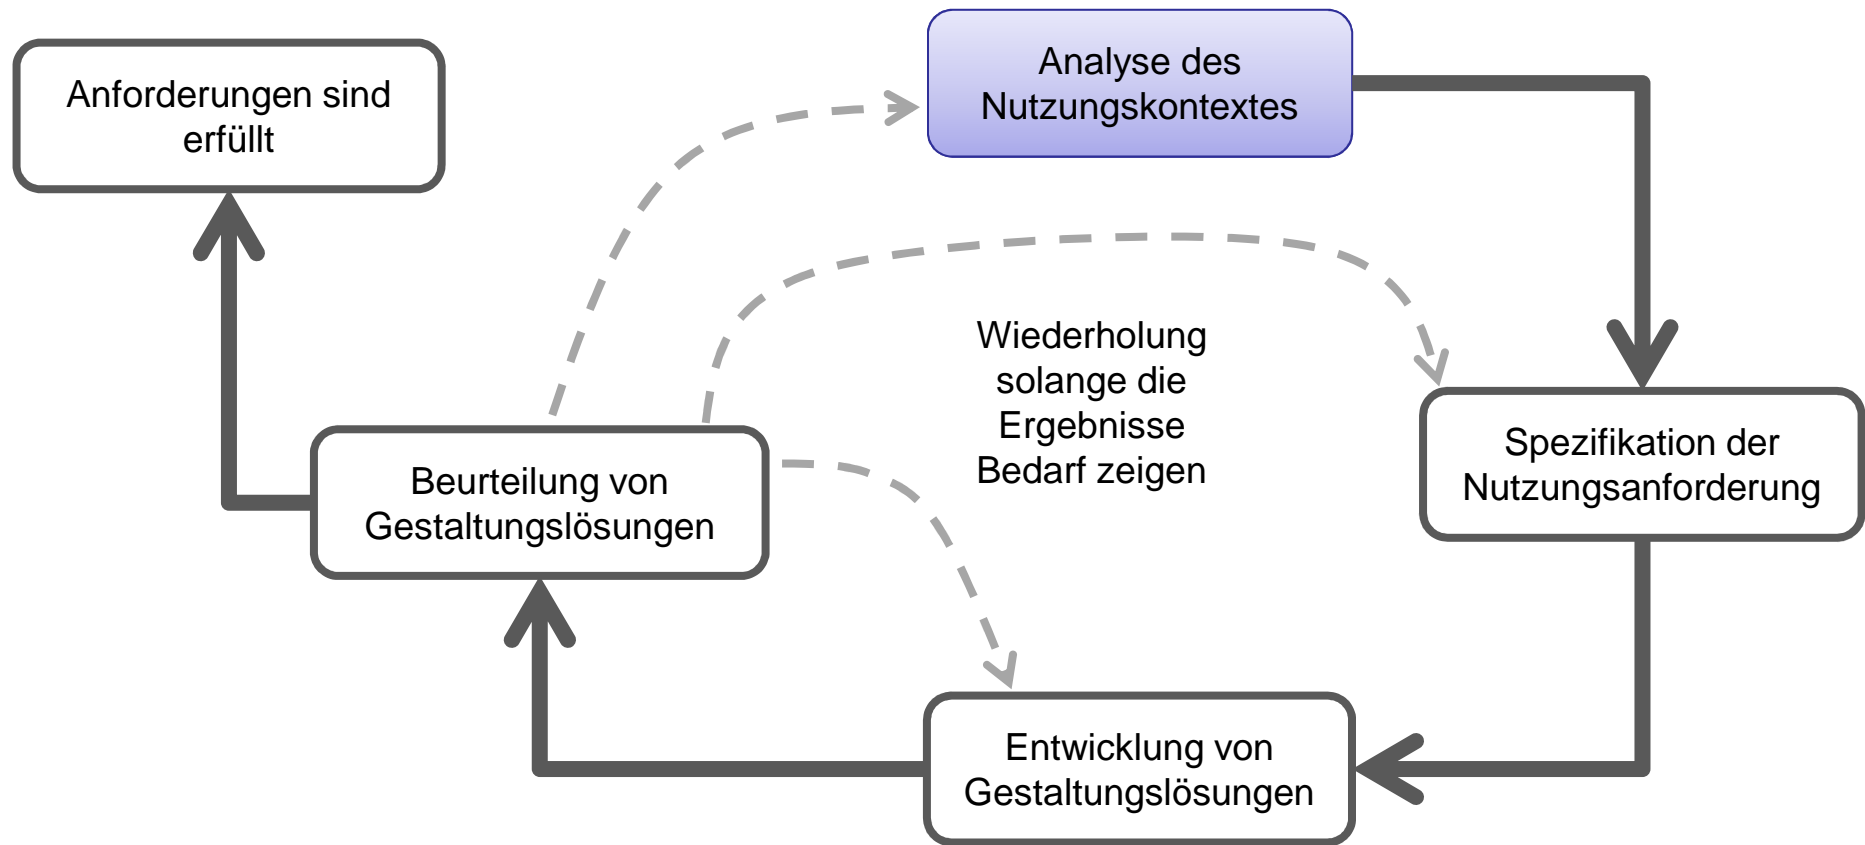 Anforderungen sind
erfüllt
Analyse des
Nutzungskontextes
Wiederholung
solange die
Ergebnisse
Bedarf zeigen
Spezifikation der
Nutzungsanforderung
Beurteilung von
Gestaltungslösungen
Entwicklung von
Gestaltungslösungen